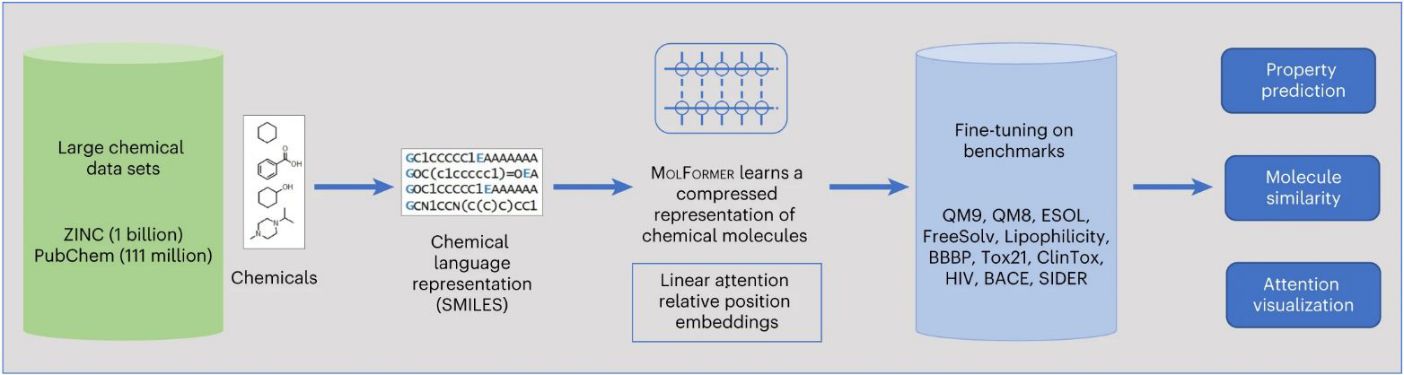 Large chemical
data sets
ZINC (1 billion)
PubChem (111 million)
O
OH
OH
N
N
Chemicals
GC1CCCCC1EAAAAAAA
GOC(c1ccccc1)=OEA
GOC1CCCCC1EAAAAAA
GCN1CCN(C(C)C)CC1
Chemical
language
representation
(SMILES)
MOLFORMER learns a
compressed
representation of
chemical molecules
Linear attention
relative position
embeddings
Fine-tuning on
benchmarks
QM9, QM8, ESOL,
FreeSolv, Lipophilicity,
BBBP, Tox21, ClinTox,
HIV, BACE, SIDER
Property
prediction
Molecule
similarity
Attention
visualization